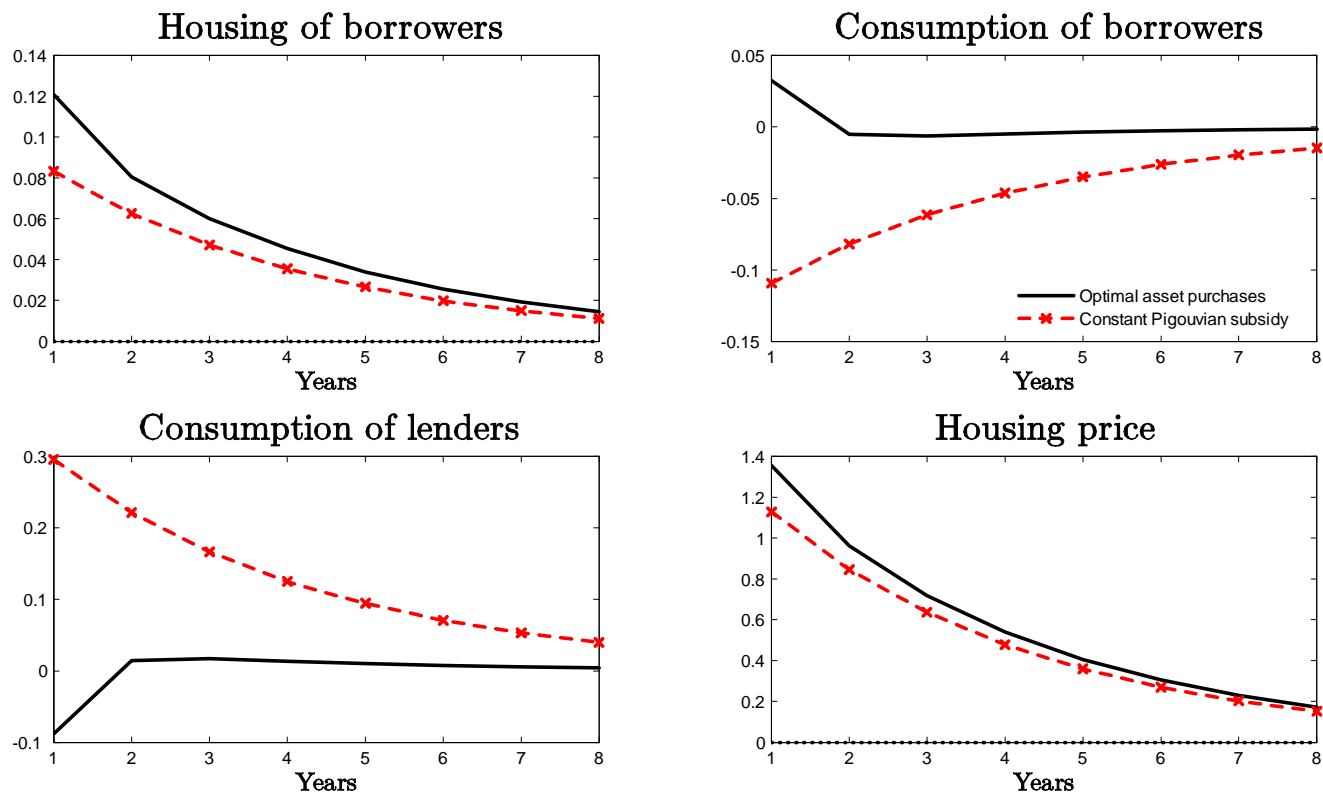 Housing of borrowers
0.14
0.12
0.1
0.08
0.06
0.04
0.02
0
1 2 3 4 5 6 7 8
Years
Consumption of borrowers
0.05
0
-0.05
-0.1
-0.15
Optimal asset purchases
Constant Pigouvian subsidy
1 2 3 4 5 6 7 8
Years
Consumption of lenders
0.3
0.2
0.1
0
-0.1
1 2 3 4 5 6 7 8
Years
Housing price
1.4
1.2
1
0.8
0.6
0.4
0.2
0
1 2 3 4 5 6 7 8
Years